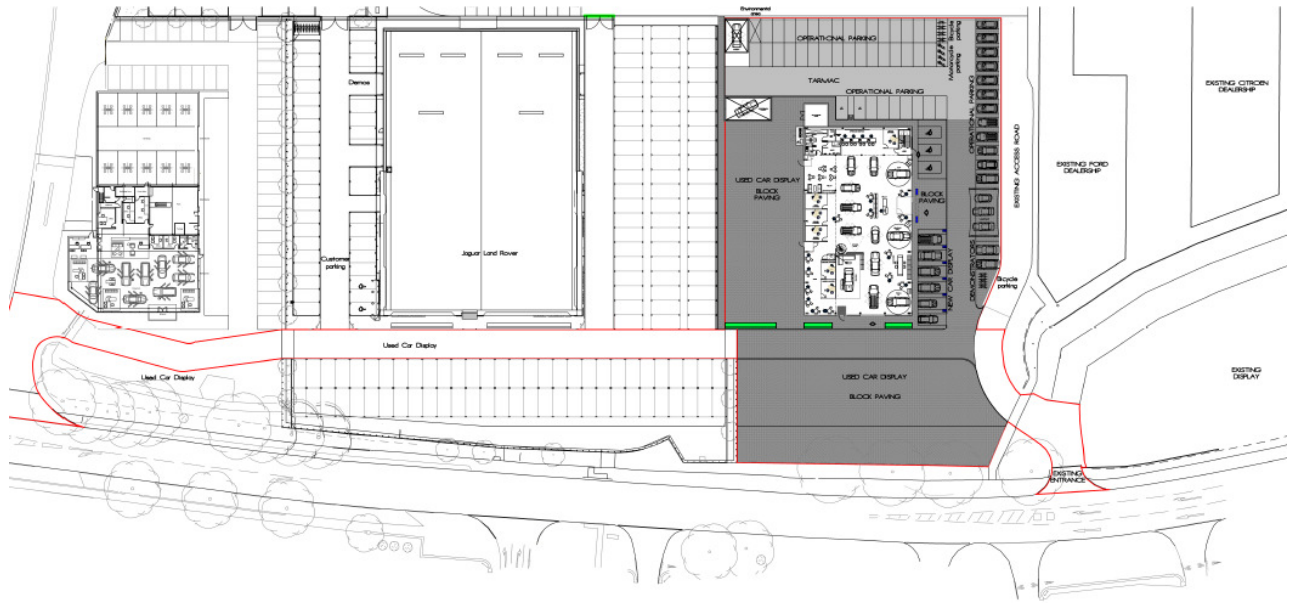 Environmental
area
OPERATIONAL PARKING
Bicycle
parking
Motorcycle
parking
TARMAC
OPERATIONAL PARKING
OPERATIONAL PARKING
Demos
EXISTING CITROEN
DEALERSHIP
EXISTING FORD
DEALERSHIP
EXISTING ACCESS ROAD
USED CAR DISPLAY
BLOCK
PAVING
BLOCK
PAVING
Jaguar Land Rover
Customer
parking
NEW CAR DISPLAY
DEMONSTRATORS
Bicycle
parking
Used Car Display
Used Car Display
USED CAR DISPLAY
BLOCK PAVING
EXISTING
DISPLAY
EXISTING
ENTRANCE